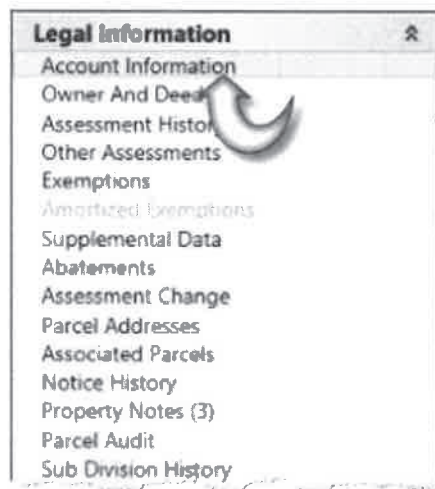 Legal Information
Account Information
Owner And Deed
Assessment History
Other Assessments
Exemptions
Amortized Exemptions
Supplemental Data
Abatements
Assessment Change
Parcel Addresses
Associated Parcels
Notice History
Property Notes (3)
Parcel Audit
Sub Division History